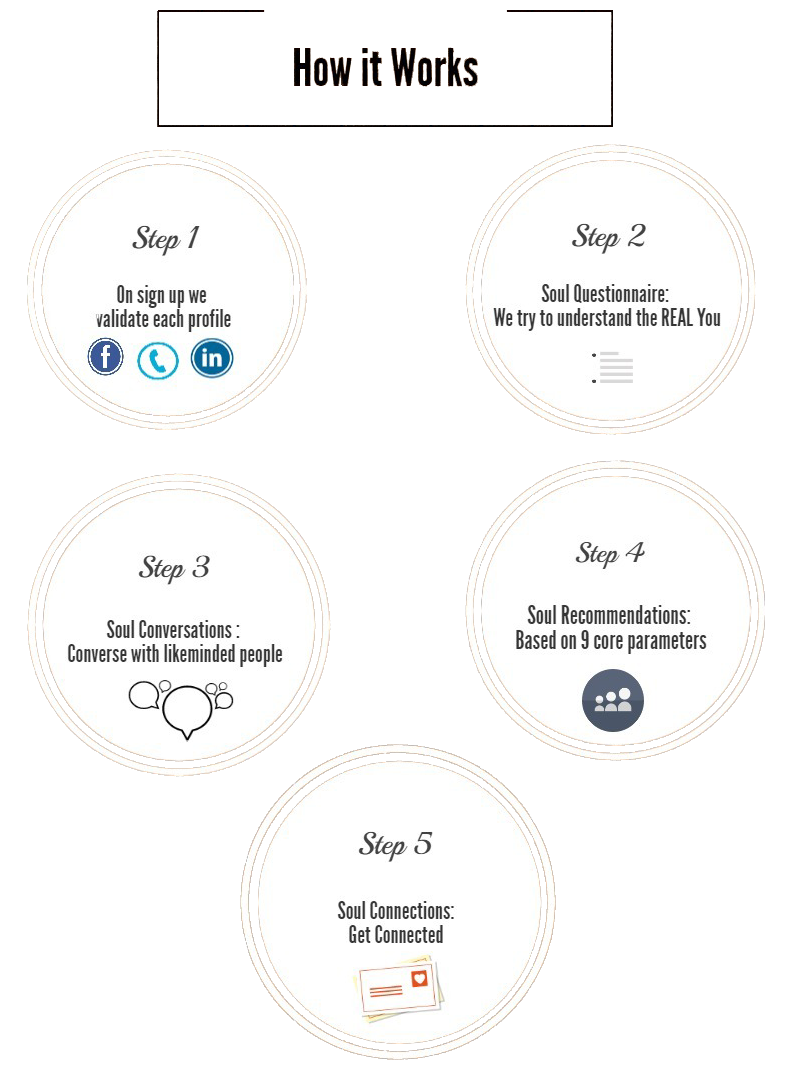 How it Works
Step 1
On sign up we
validate each profile
f
in
Step 2
Soul Questionnaire:
We try to understand the REAL You
Step 3
Soul Conversations :
Converse with likeminded people
Step 4
Soul Recommendations:
Based on 9 core parameters
Step 5
Soul Connections:
Get Connected